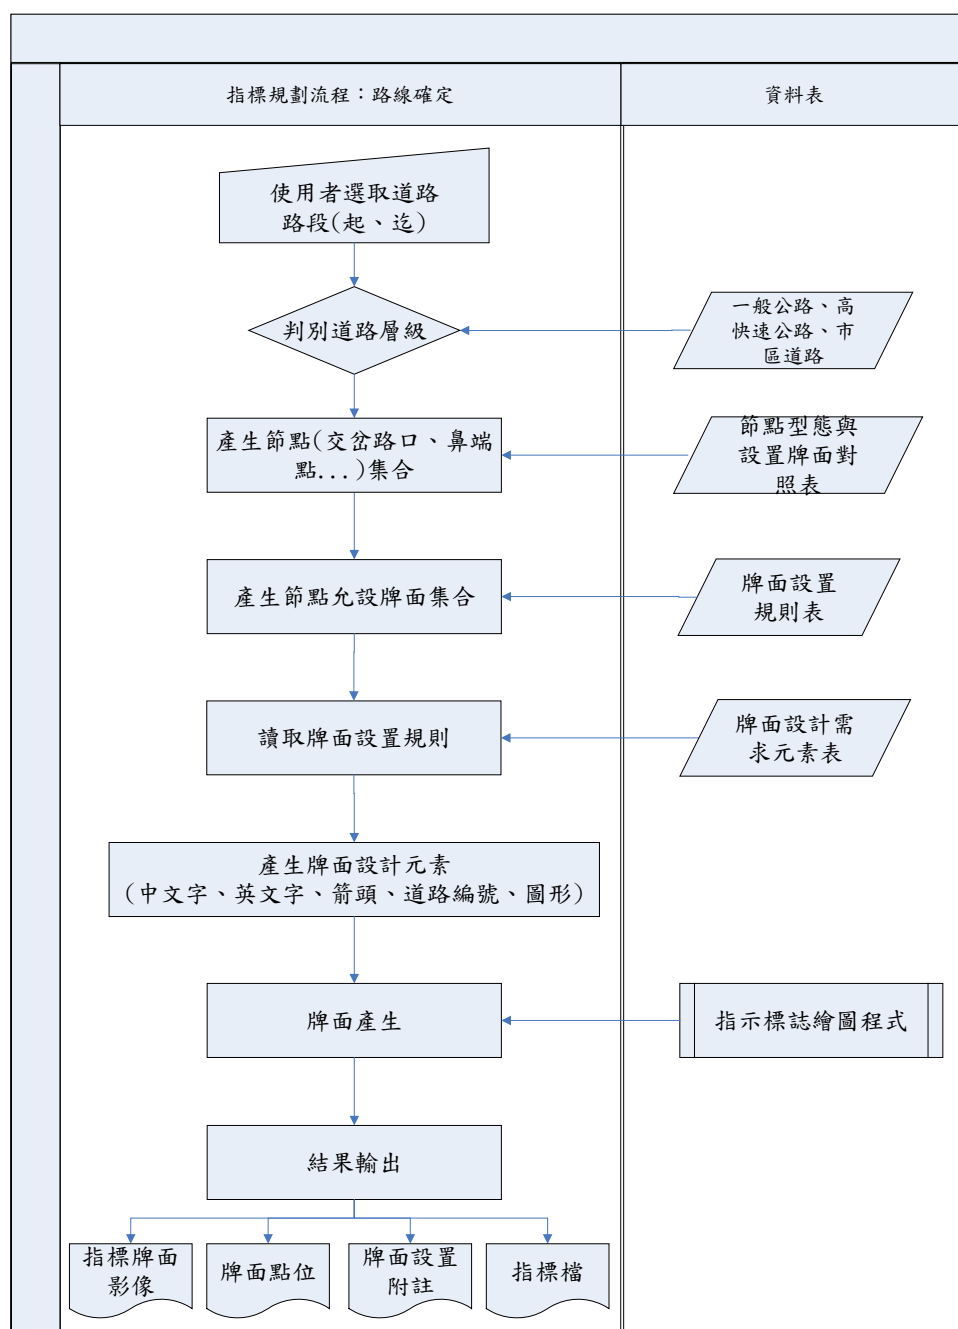 指標規劃流程：路線確定
資料表
使用者選取道路
路段(起、迄)
判別道路層級
一般公路、高
快速公路、市
區道路
產生節點(交岔路口、鼻端
點...)集合
節點型態與
設置牌面對
照表
產生節點允設牌面集合
牌面設置
規則表
讀取牌面設置規則
牌面設計需
求元素表
產生牌面設計元素
(中文字、英文字、箭頭、道路編號、圖形)
牌面產生
指示標誌繪圖程式
結果輸出
指標牌面
影像
牌面點位
牌面設置
附註
指標檔